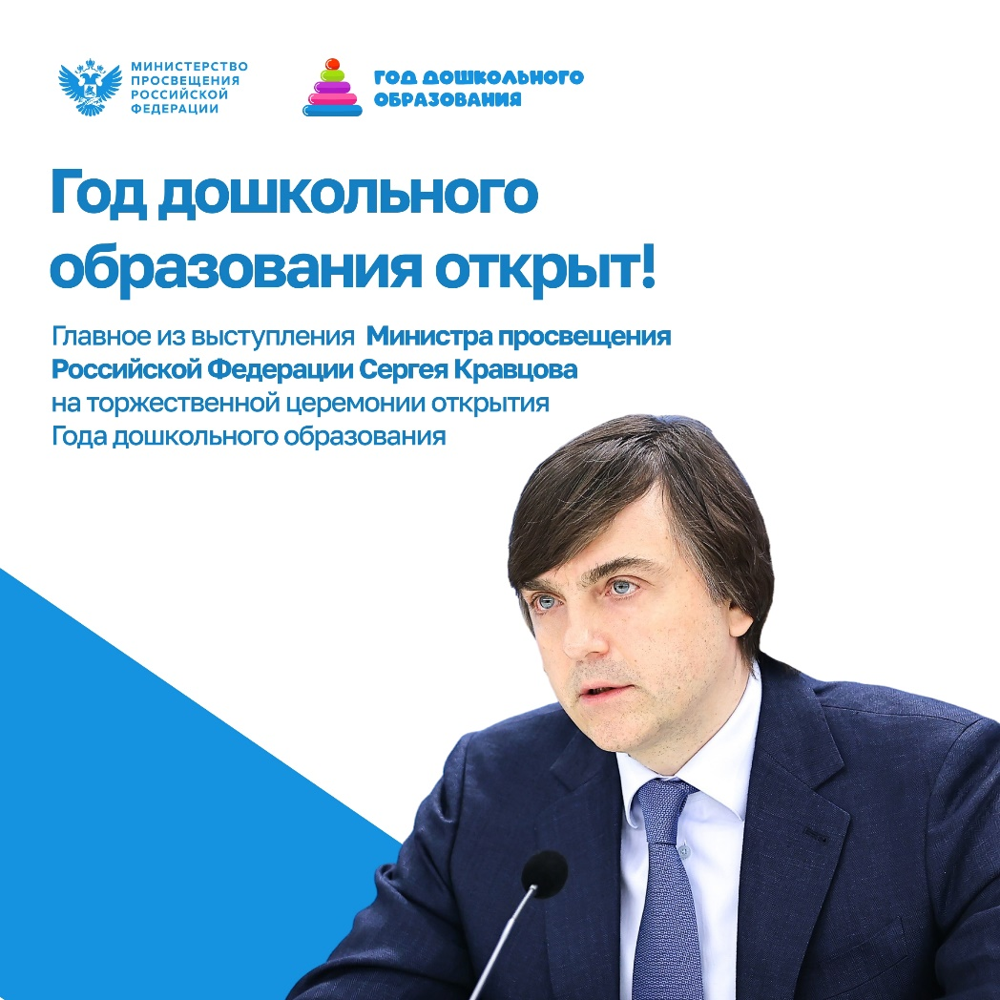 МИНИСТЕРСТВО
ПРОСВЕЩЕНИЯ
РОССИЙСКОЙ
ФЕДЕРАЦИИ
ГОД ДОШКОЛЬНОГО
ОБРАЗОВАНИЯ
Год дошкольного
образования открыт!
Главное из выступления Министра просвещения
Российской Федерации Сергея Кравцова
на торжественной церемонии открытия
Года дошкольного образования